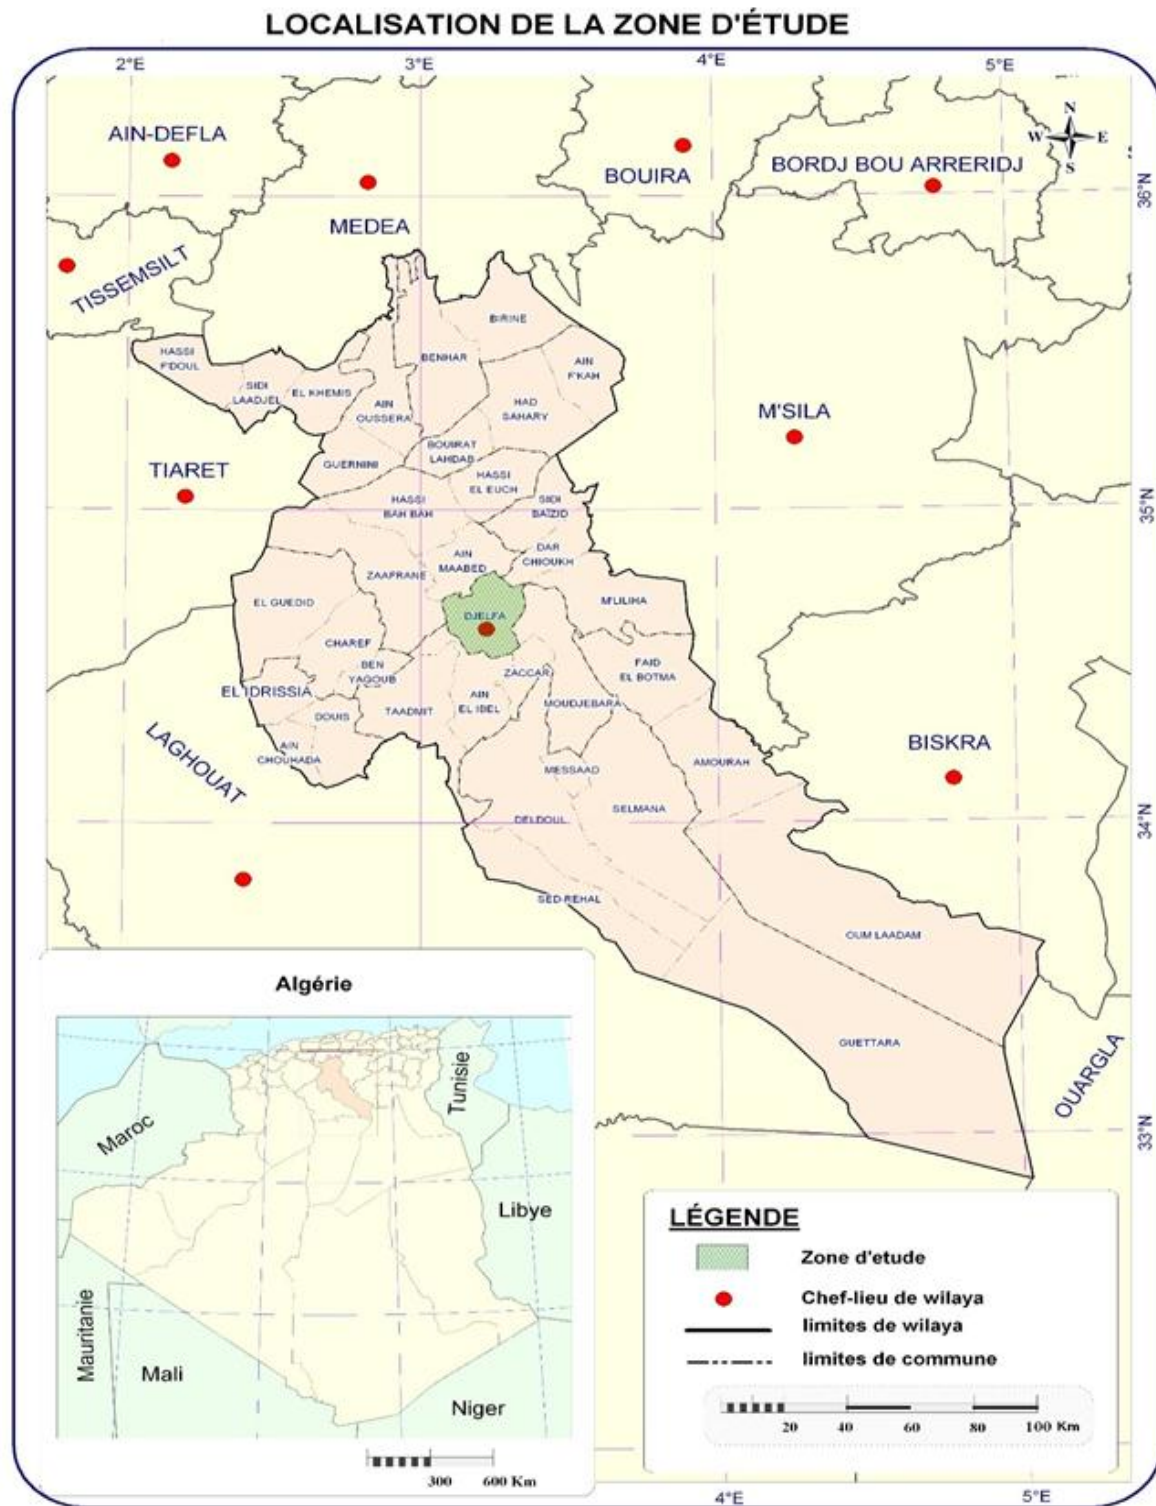 LOCALISATION DE LA ZONE D'ÉTUDE
2°E
3°E
4°E
5°E
N
W
E
S
AIN-DEFLA
BOUIRA
BORDJ BOU ARRERIDJ
36°N
MEDEA
TISSEMSILT
BIRINE
HASSI
F'DOUL
BENHAR
AIN
F'KAH
SIDI
LAADJEL
EL KHEMIS
AIN
OUSSERA
HAD
SAHARY
M'SILA
BOUIRAT
LAHDAB
TIARET
GUERNINI
HASSI
EL EUCH
HASSI
BAH BAH
SIDI
BAÏZID
35°N
AIN
MAABED
DAR
CHIOUKH
ZAAFRANE
EL GUEDID
DJELFA
M'LILIHA
CHAREF
BEN
YAGOUB
ZACCAR
FAID
EL BOTMA
EL IDRISSIA
AIN
EL IBEL
MOUDJEBARA
DOUIS
TAADMIT
LAGHOUAT
AIN
CHOUHADA
BISKRA
MESSAAD
AMOURAH
DELDOUL
SELMANA
34°N
SED REHAL
OUM LAADAM
GUETTARA
OUARGLA
33°N
Algérie
Tunisie
Maroc
Libye
Mauritanie
Mali
Niger
300
600 Km
LÉGENDE
Zone d'etude
Chef-lieu de wilaya
limites de wilaya
limites de commune
20
40
60
80
100 Km
4°E
5°E